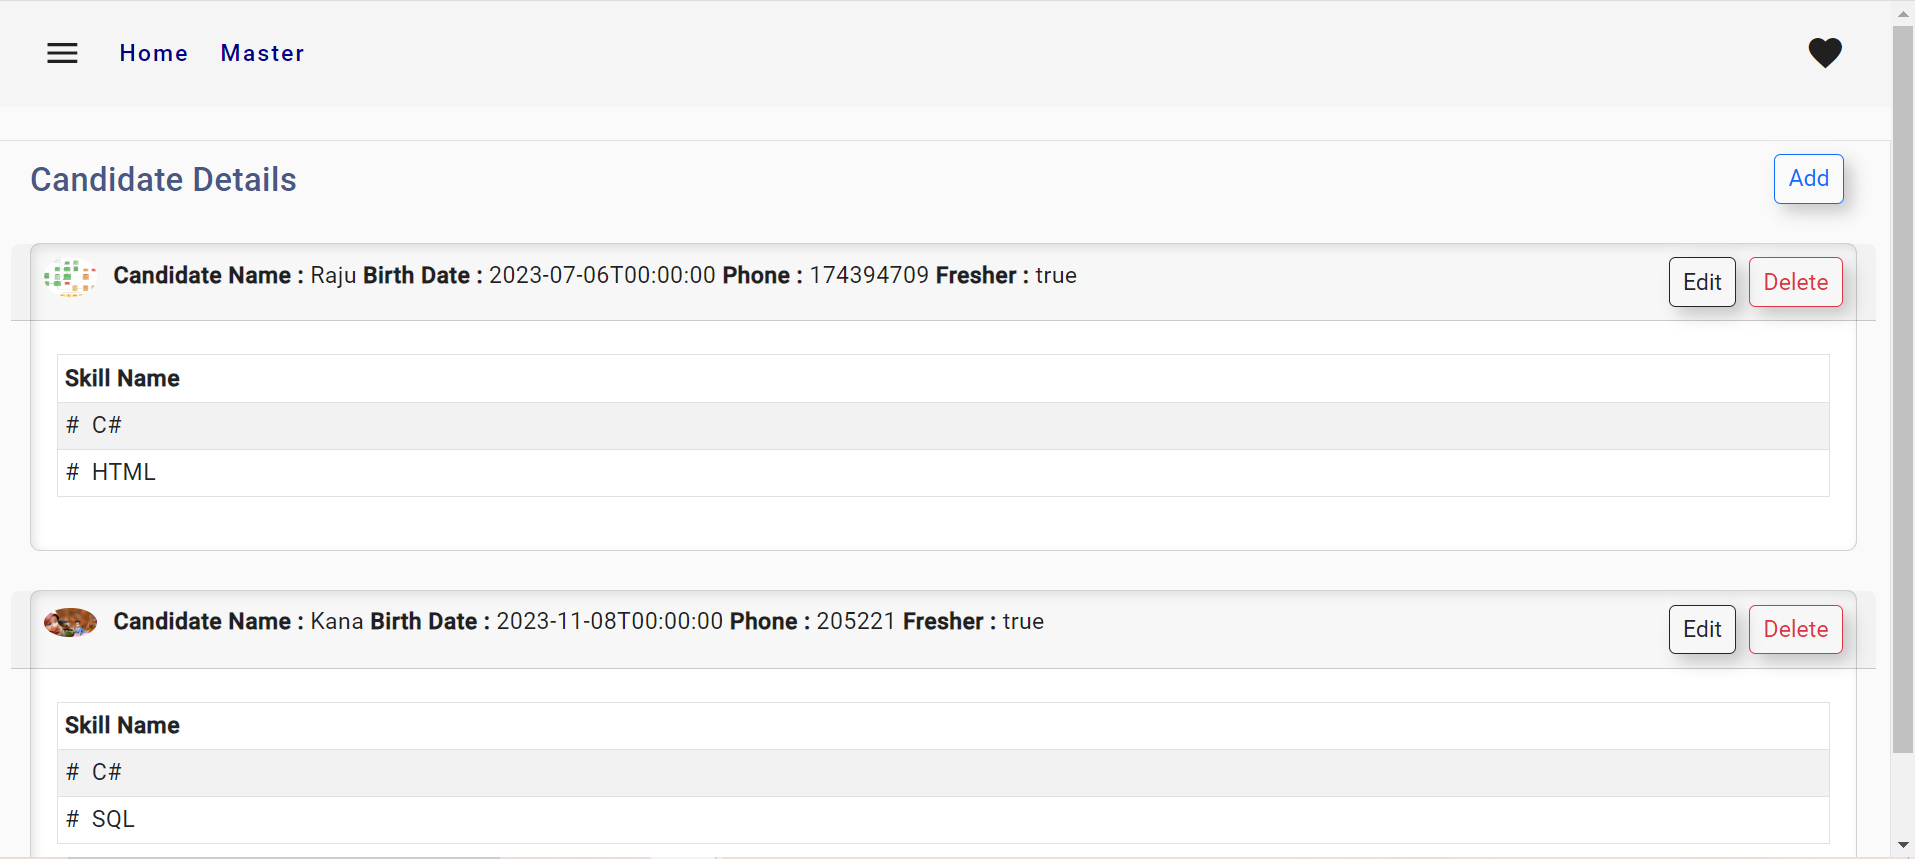 Home Master
Candidate Details
Add
Candidate Name : Raju Birth Date : 2023-07-06T00:00:00 Phone : 174394709 Fresher : true
Edit Delete
Skill Name
# C#
# HTML
Candidate Name : Kana Birth Date : 2023-11-08T00:00:00 Phone : 205221 Fresher : true
Edit Delete
Skill Name
# C#
# SQL